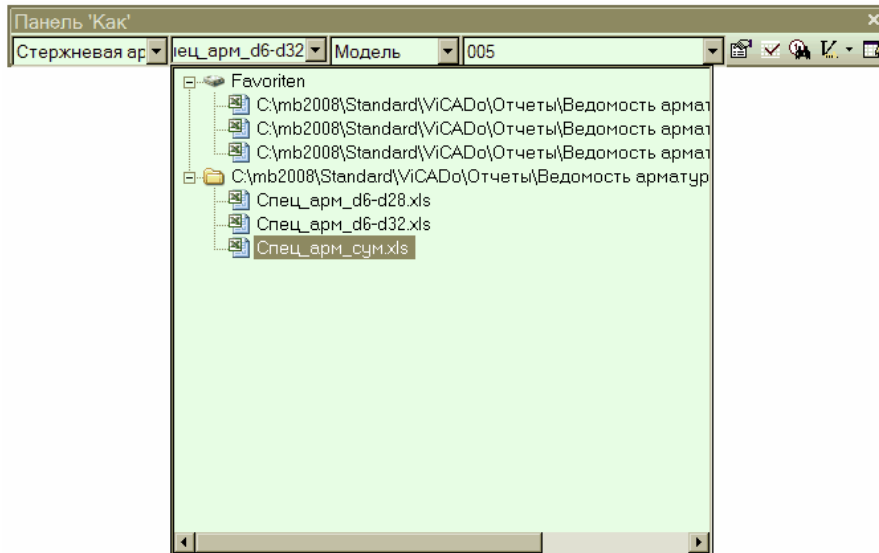 Панель 'Как'
Стержневая ар ец_арм_d6-d32 Модель 005
Favoriten
C:\mb2008\Standard\ViCADo\Отчеты\Ведомость армат
C:\mb2008\Standard\ViCADo\Отчеты\Ведомость армат
C:\mb2008\Standard\ViCADo\Отчеты\Ведомость армат
C:\mb2008\Standard\ViCADo\Отчеты\Ведомость арматур
Спец_арм_d6-d28.xls
Спец_арм_d6-d32.xls
Спец_арм_сум.xls